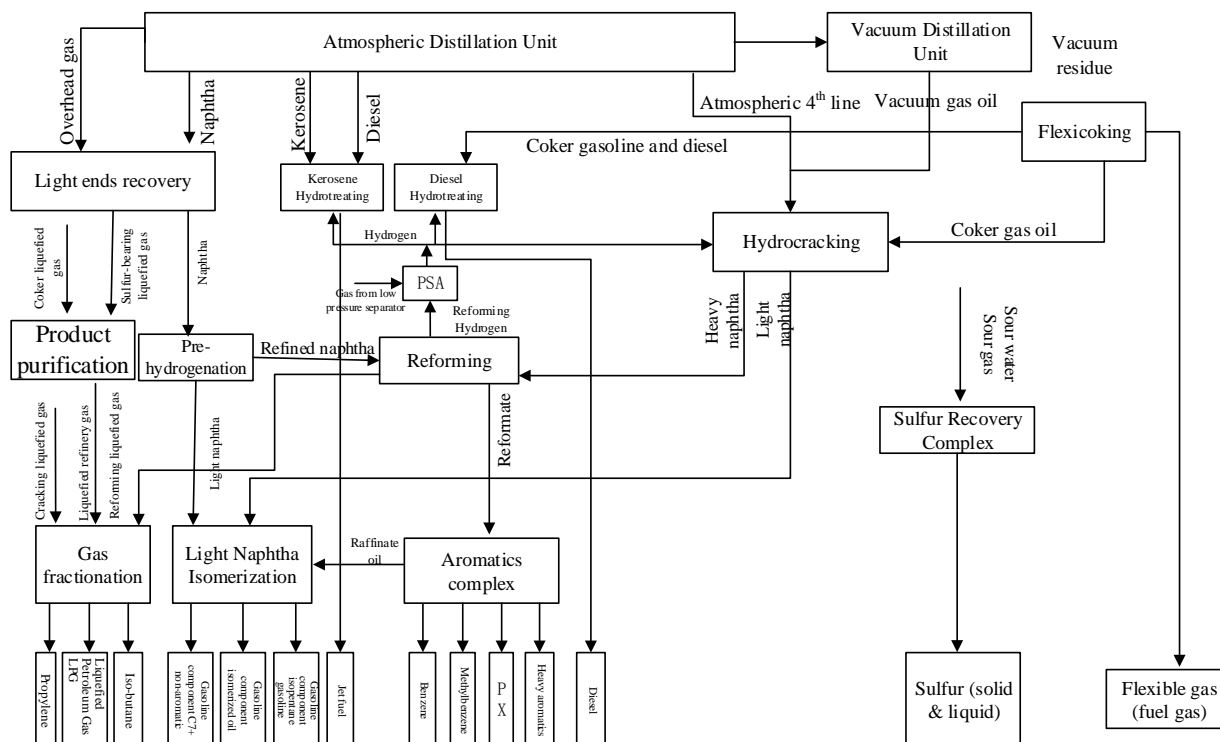 Atmospheric Distillation Unit
Vacuum Distillation
Unit
Vacuum
residue
Overhead gas
Naphtha
Kerosene
Diesel
Atmospheric 4th line
Vacuum gas oil
Flexicoking
Coker gasoline and diesel
Light ends recovery
Kerosene
Hydrotreating
Diesel
Hydrotreating
Hydrogen
Hydrocracking
Coker gas oil
Coker liquefied
gas
Sulfur-bearing
liquefied gas
Naphtha
PSA
Gas from low
pressure separator
Reforming
Hydrogen
Heavy
naphtha
Light
naphtha
Sour water
Sour gas
Product
purification
Pre-
hydrogenation
Refined naphtha
Reforming
Cracking liquefied gas
Liquefied refinery gas
Reforming liquefied gas
Light naphtha
Reformate
Sulfur Recovery
Complex
Gas
fractionation
Light Naphtha
Isomerization
Raffinate
oil
Aromatics
complex
Propylene
Liquefied
Petroleum Gas
LPG
Iso-butane
Gasoline
component C7+
non-aromatic
Gasoline
component
isomerized oil
Gasoline
component
isopentane
gasoline
Jet fuel
Benzene
Methylbenzene
PX
Heavy aromatics
Diesel
Sulfur (solid
& liquid)
Flexible gas
(fuel gas)